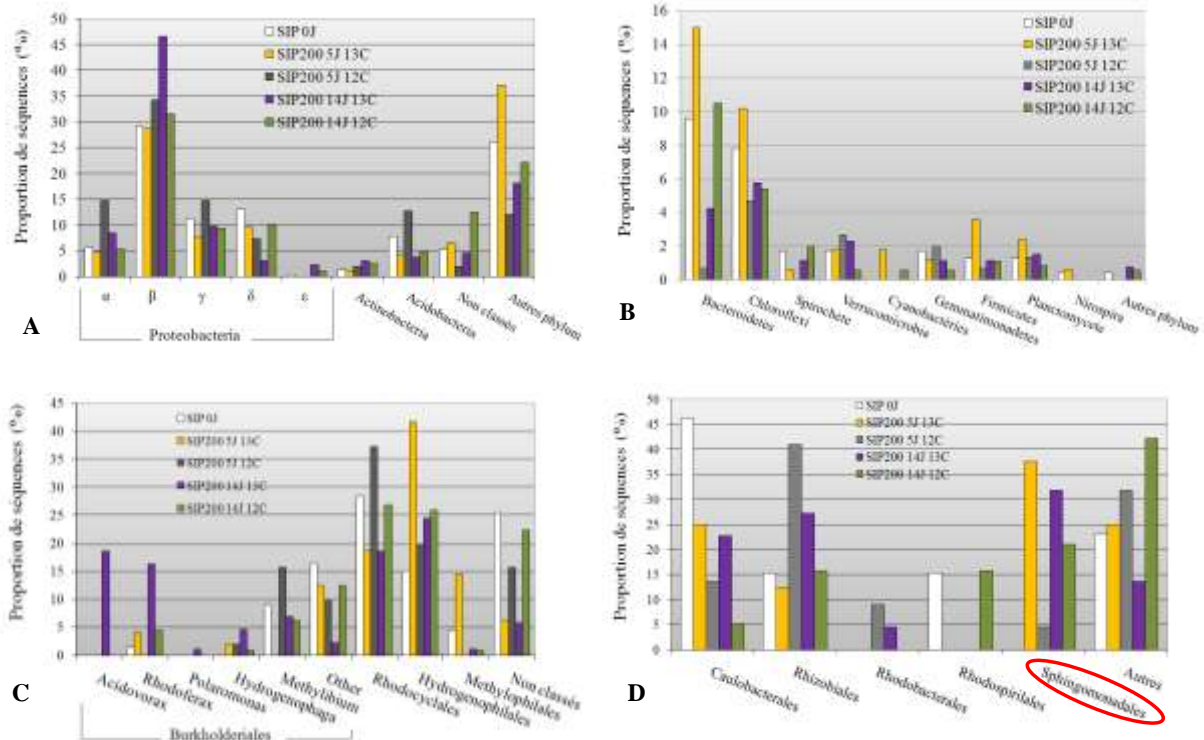 Proportion de séquences (%)
50
45
40
35
30
25
20
15
10
5
0
SIP 0J
SIP200 5J 13C
SIP200 5J 12C
SIP200 14J 13C
SIP200 14J 12C
α
β
γ
δ
ε
Actinobacteria
Acidobacteria
Non classés
Autres phylum
Proteobacteria
A
Proportion de séquences (%)
16
14
12
10
8
6
4
2
0
SIP 0J
SIP200 5J 13C
SIP200 5J 12C
SIP200 14J 13C
SIP200 14J 12C
Bacteroidetes
Chloroflexi
Spirochete
Verrucomicrobia
Cyanobactéries
Gemmatimonadetes
Firmicutes
Planctomycete
Nitrospira
Autres phylum
B
Proportion de séquences (%)
45
40
35
30
25
20
15
10
5
0
SIP 0J
SIP200 5J 13C
SIP200 5J 12C
SIP200 14J 13C
SIP200 14J 12C
Acidovorax
Rhodoferax
Polaromonas
Hydrogenophaga
Methylibium
Other
Rhodocyclales
Hydrogenophilales
Methylophilales
Non classés
Burkholderiales
C
Proportion de séquences (%)
50
45
40
35
30
25
20
15
10
5
0
SIP 0J
SIP200 5J 13C
SIP200 5J 12C
SIP200 14J 13C
SIP200 14J 12C
Caulobacterales
Rhizobiales
Rhodobacterales
Rhodospirilales
Sphingomonadales
Autres
D